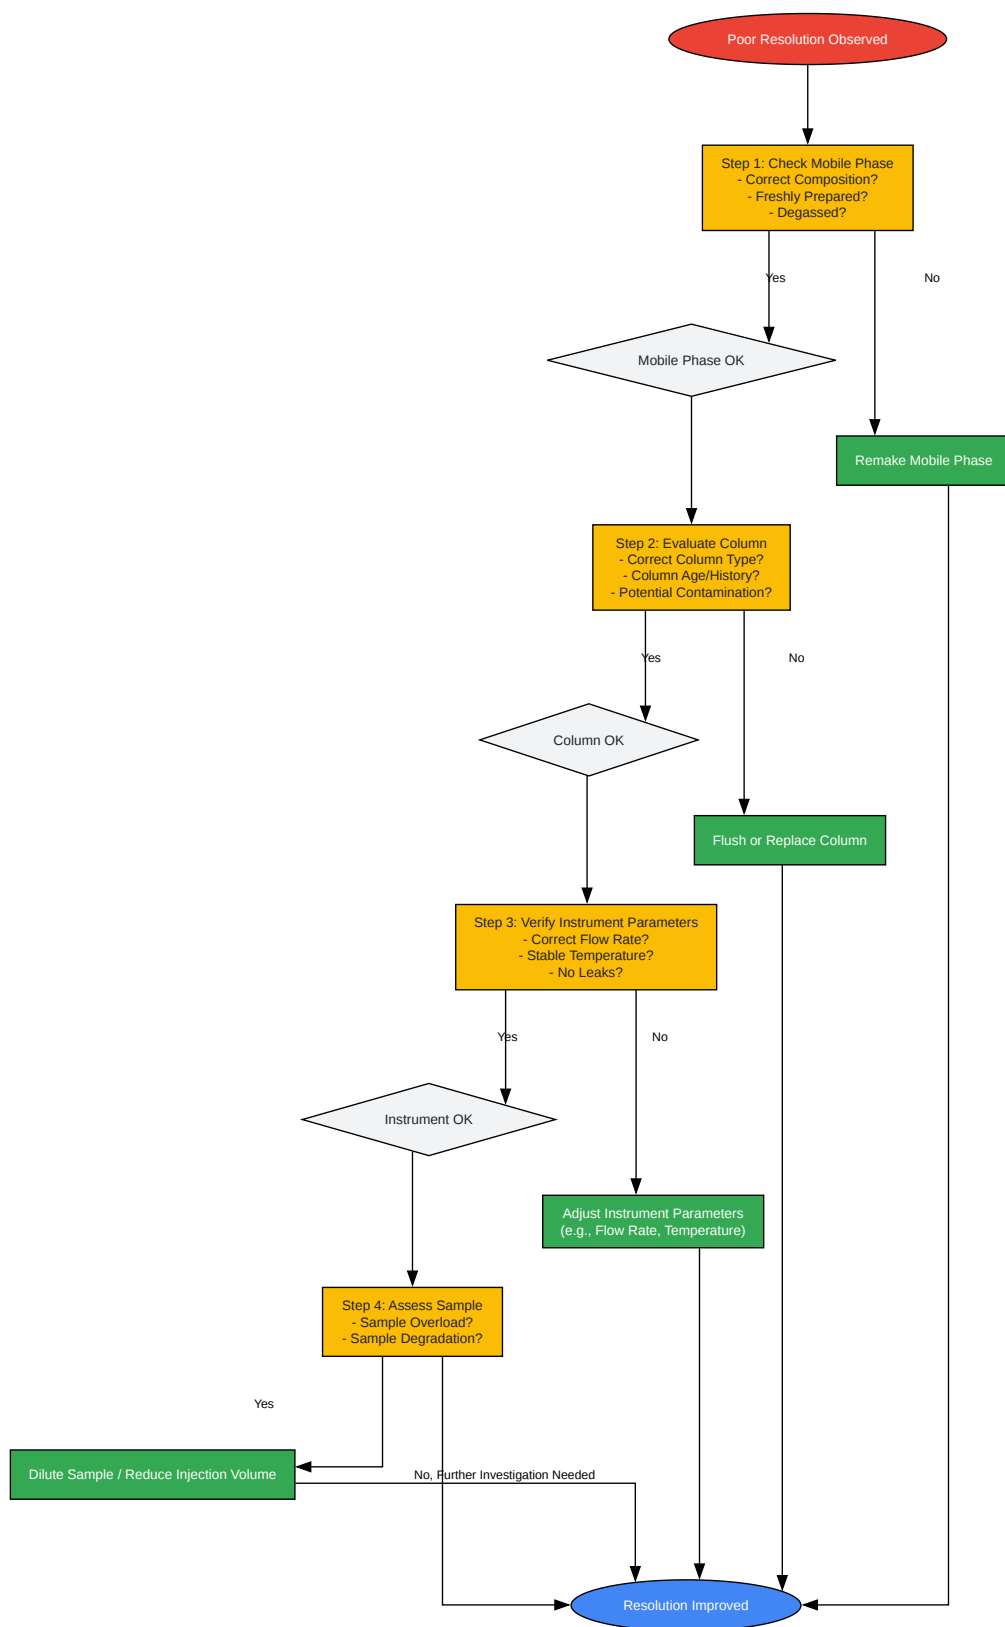 Poor Resolution Observed
Step 1: Check Mobile Phase
- Correct Composition?
- Freshly Prepared?
- Degassed?
Yes
No
Mobile Phase OK
Remake Mobile Phase
Step 2: Evaluate Column
- Correct Column Type?
- Column Age/History?
- Potential Contamination?
Yes
No
Column OK
Flush or Replace Column
Step 3: Verify Instrument Parameters
- Correct Flow Rate?
- Stable Temperature?
- No Leaks?
Yes
No
Instrument OK
Adjust Instrument Parameters
(e.g., Flow Rate, Temperature)
Step 4: Assess Sample
- Sample Overload?
- Sample Degradation?
Yes
Dilute Sample / Reduce Injection Volume
No, Further Investigation Needed
Resolution Improved